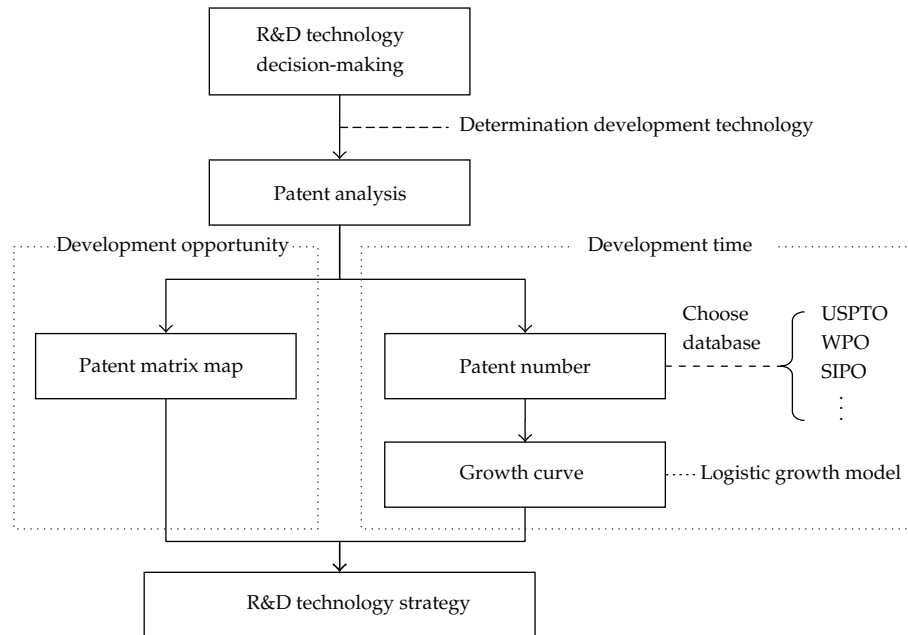 R&D technology
decision-making
Determination development technology
Patent analysis
Development opportunity
Development time
Patent matrix map
Patent number
Choose
database
USPTO
WPO
SIPO
⋮
Growth curve
Logistic growth model
R&D technology strategy